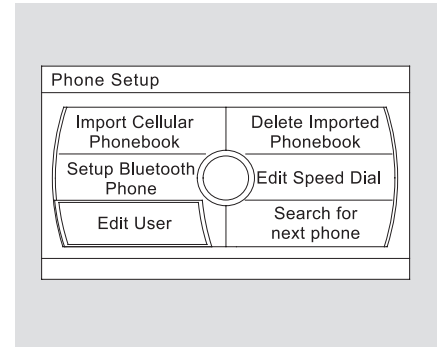 Phone Setup
Import Cellular
Phonebook
Delete Imported
Phonebook
Setup Bluetooth
Phone
Edit Speed Dial
Edit User
Search for
next phone